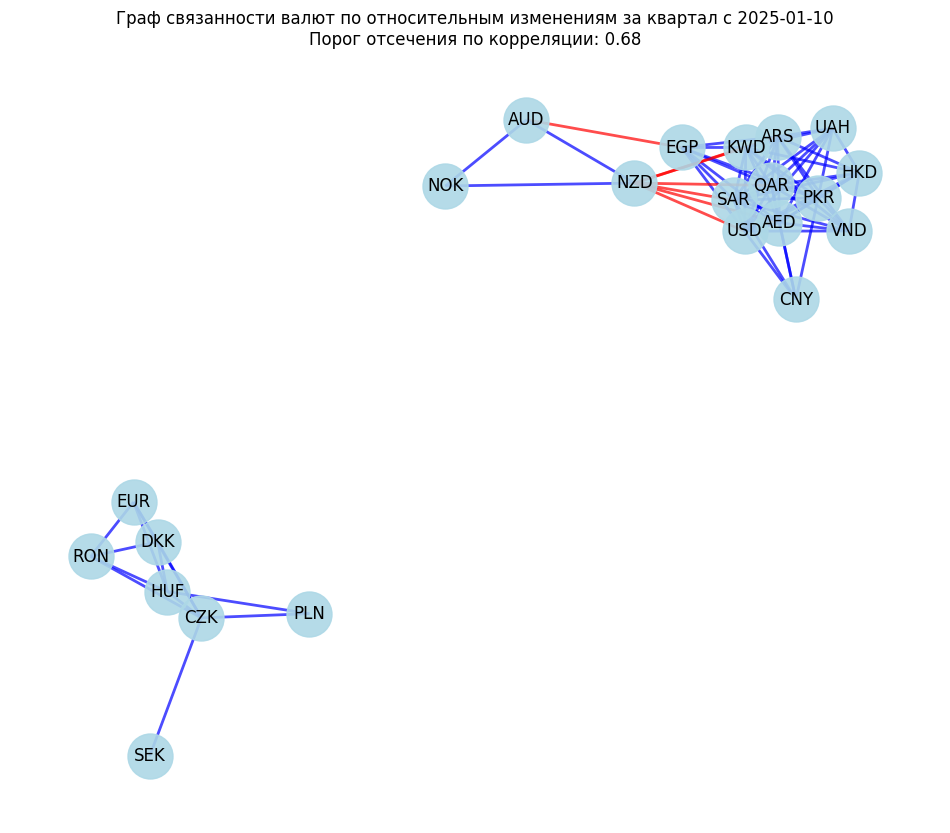 Граф связанности валют по относительным изменениям за квартал с 2025-01-10
Порог отсечения по корреляции: 0.68
AUD
UAH
ARS
EGP
KWD
HKD
NOK
NZD
QAR
SAR
PKR
AED
USD
VND
CNY
EUR
DKK
RON
HUF
CZK
PLN
SEK